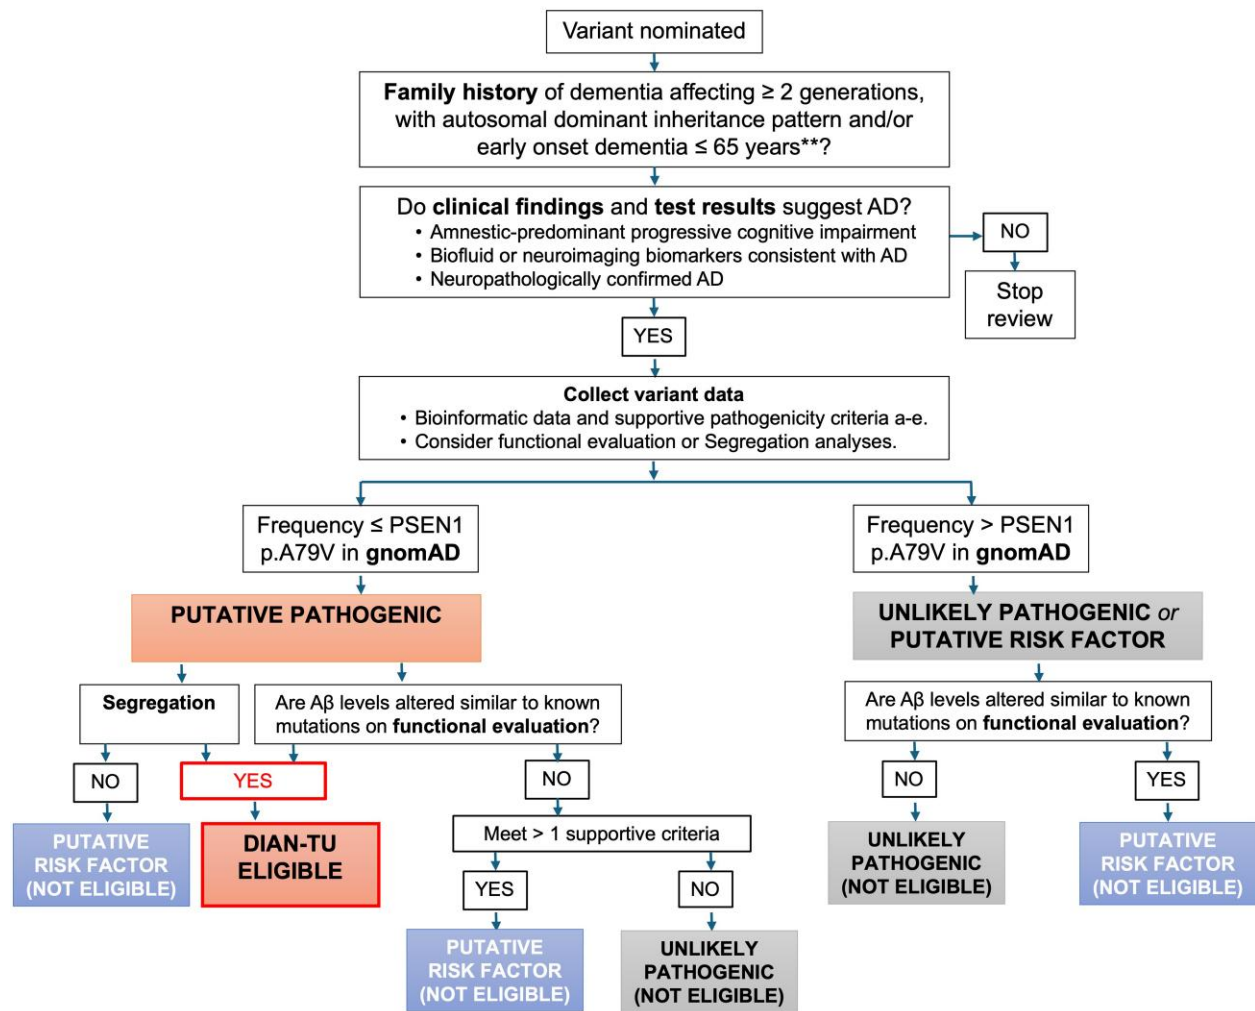 Variant nominated
Family history of dementia affecting ≥ 2 generations,
with autosomal dominant inheritance pattern and/or
early onset dementia ≤ 65 years**?
Do clinical findings and test results suggest AD?
• Amnestic-predominant progressive cognitive impairment
• Biofluid or neuroimaging biomarkers consistent with AD
• Neuropathologically confirmed AD
NO
Stop
review
YES
Collect variant data
• Bioinformatic data and supportive pathogenicity criteria a-e.
• Consider functional evaluation or Segregation analyses.
Frequency ≤ PSEN1
p.A79V in gnomAD
Frequency > PSEN1
p.A79V in gnomAD
PUTATIVE PATHOGENIC
UNLIKELY PATHOGENIC or
PUTATIVE RISK FACTOR
Segregation
Are Aβ levels altered similar to known
mutations on functional evaluation?
Are Aβ levels altered similar to known
mutations on functional evaluation?
NO
YES
NO
NO
YES
PUTATIVE
RISK FACTOR
(NOT ELIGIBLE)
DIAN-TU
ELIGIBLE
Meet > 1 supportive criteria
UNLIKELY
PATHOGENIC
(NOT ELIGIBLE)
PUTATIVE
RISK FACTOR
(NOT ELIGIBLE)
YES
NO
PUTATIVE
RISK FACTOR
(NOT ELIGIBLE)
UNLIKELY
PATHOGENIC
(NOT ELIGIBLE)